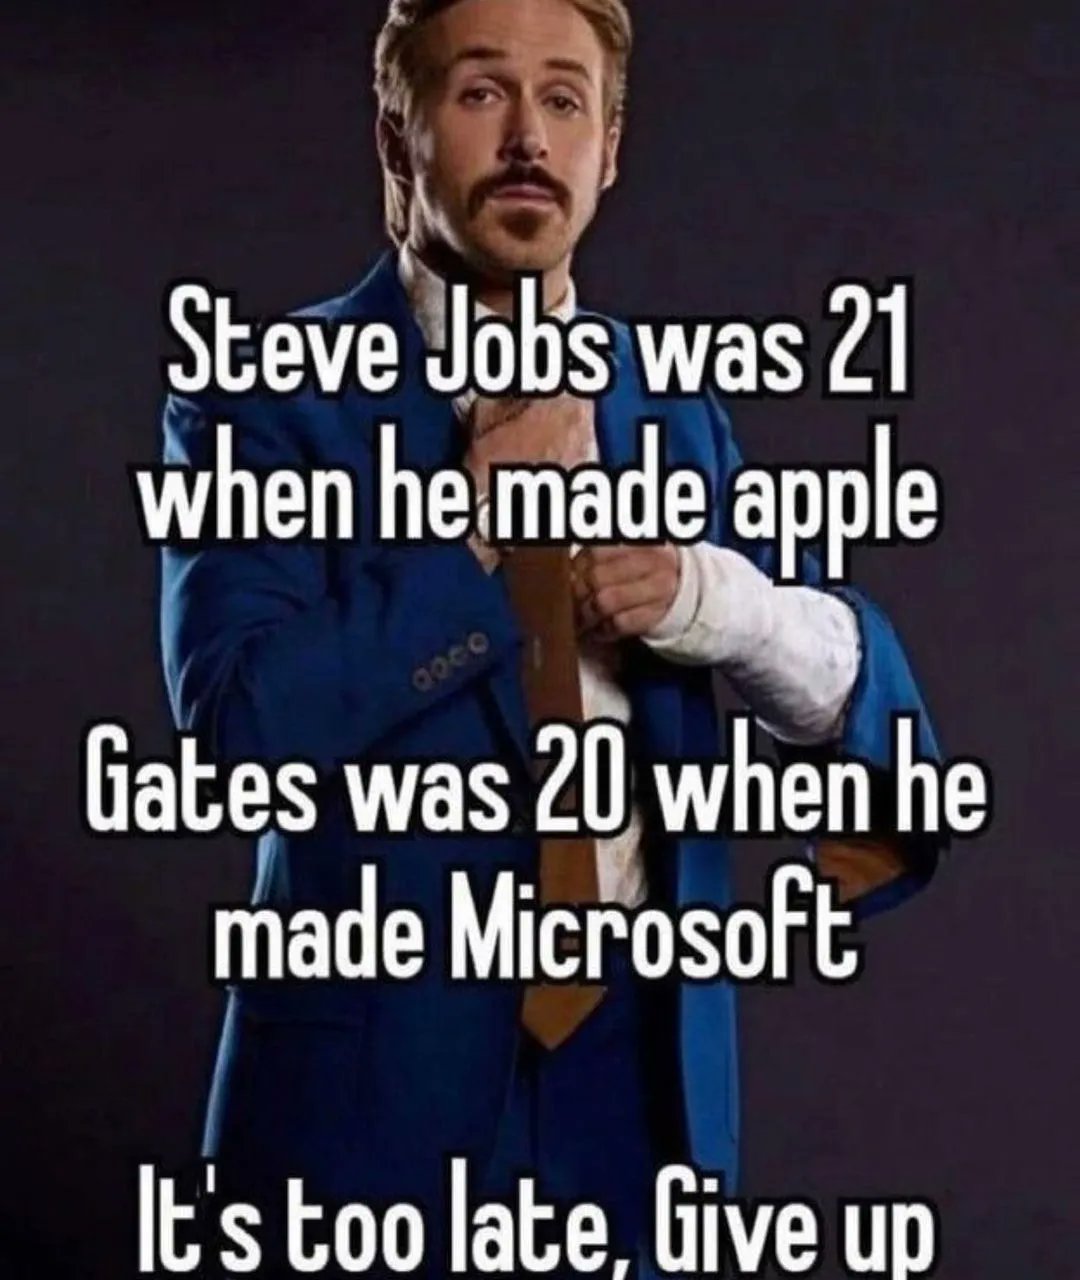 Steve Jobs was 21
when he made apple
Gates was 20 when he
made Microsoft
It's too late, Give up